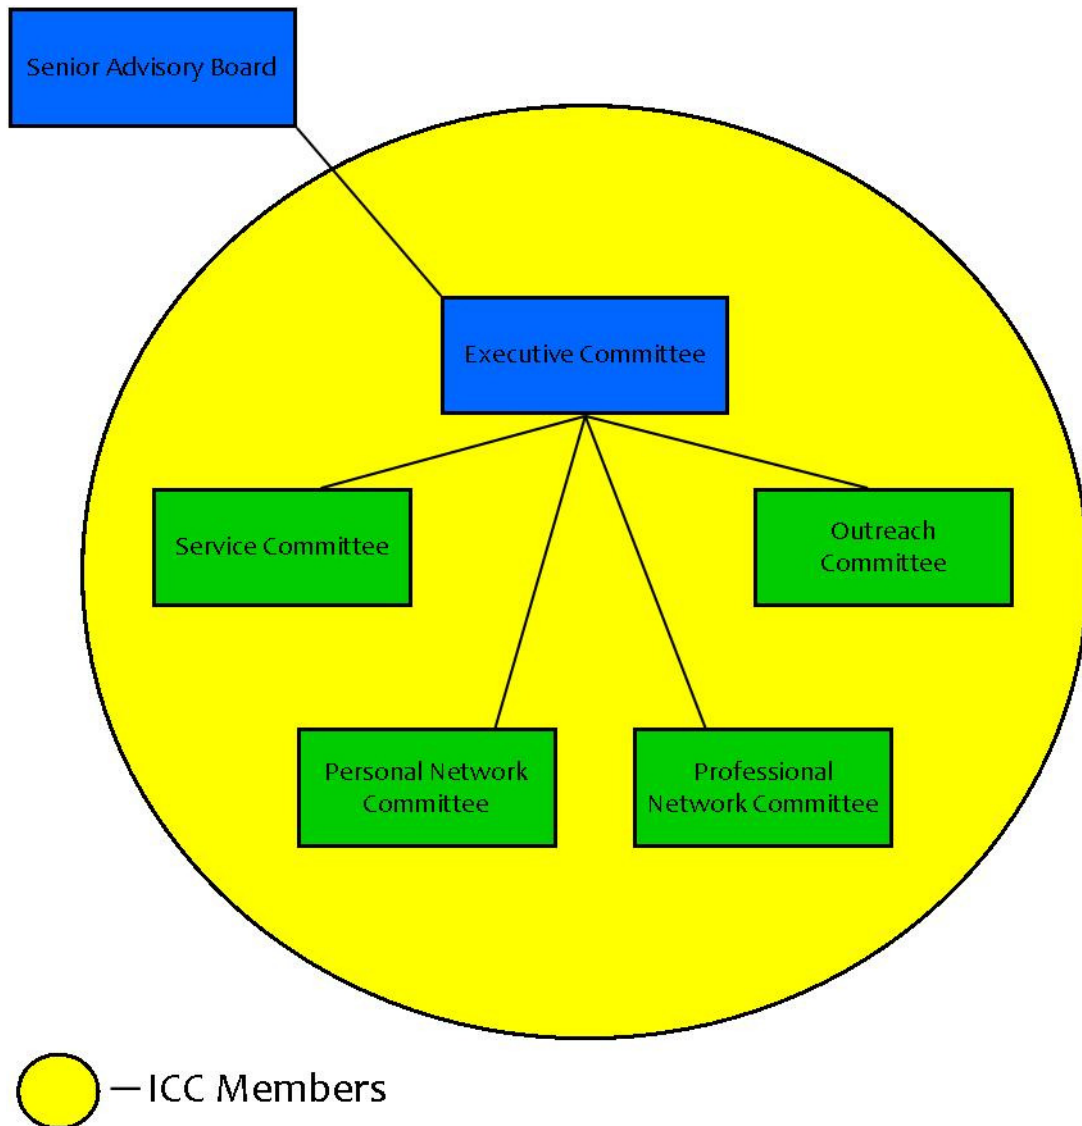 Senior Advisory Board
Executive Committee
Service Committee
Outreach
Committee
Personal Network
Committee
Professional
Network Committee
– ICC Members